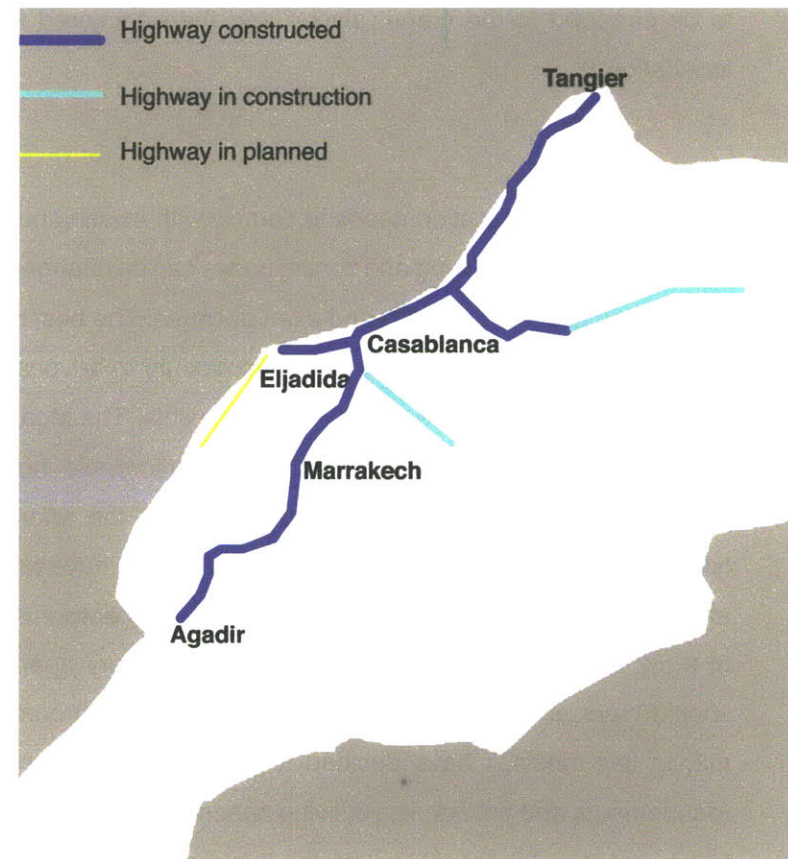 Highway constructed
Highway in construction
Highway in planned
Tangier
Casablanca
Eljadida
Marrakech
Agadir